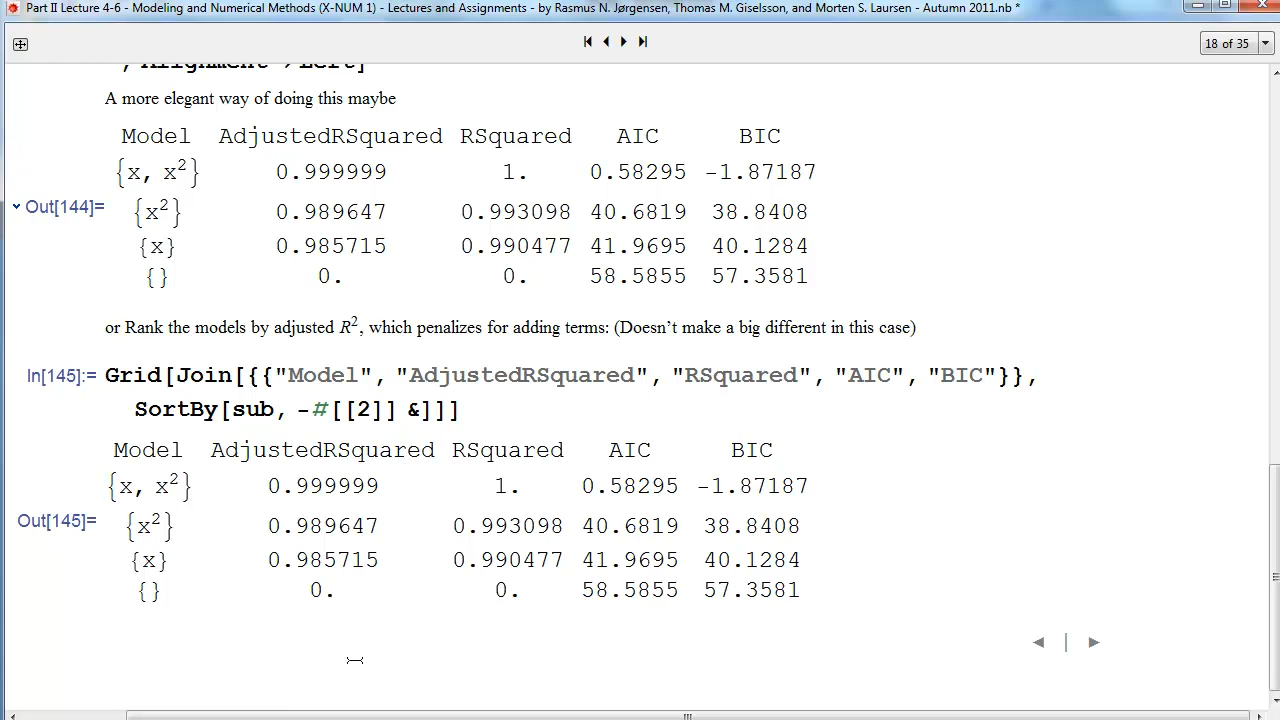 Part II Lecture 4-6 - Modeling and Numerical Methods (X-NUM 1) - Lectures and Assignments - by Rasmus N. Jørgensen, Thomas M. Giselsson, and Morten S. Laursen - Autumn 2011.nb *
18 of 35
, Alignment → Left]
A more elegant way of doing this maybe
Model AdjustedRSquared RSquared AIC BIC
{x, x²} 0.999999 1. 0.58295 -1.87187
Out[144]= {x²} 0.989647 0.993098 40.6819 38.8408
{x} 0.985715 0.990477 41.9695 40.1284
{} 0. 0. 58.5855 57.3581
or Rank the models by adjusted R², which penalizes for adding terms: (Doesn't make a big different in this case)
In[145]:= Grid[Join[{{"Model", "AdjustedRSquared", "RSquared", "AIC", "BIC"}},
SortBy[sub, -#[[2]] &]]]
Model AdjustedRSquared RSquared AIC BIC
{x, x²} 0.999999 1. 0.58295 -1.87187
Out[145]= {x²} 0.989647 0.993098 40.6819 38.8408
{x} 0.985715 0.990477 41.9695 40.1284
{} 0. 0. 58.5855 57.3581